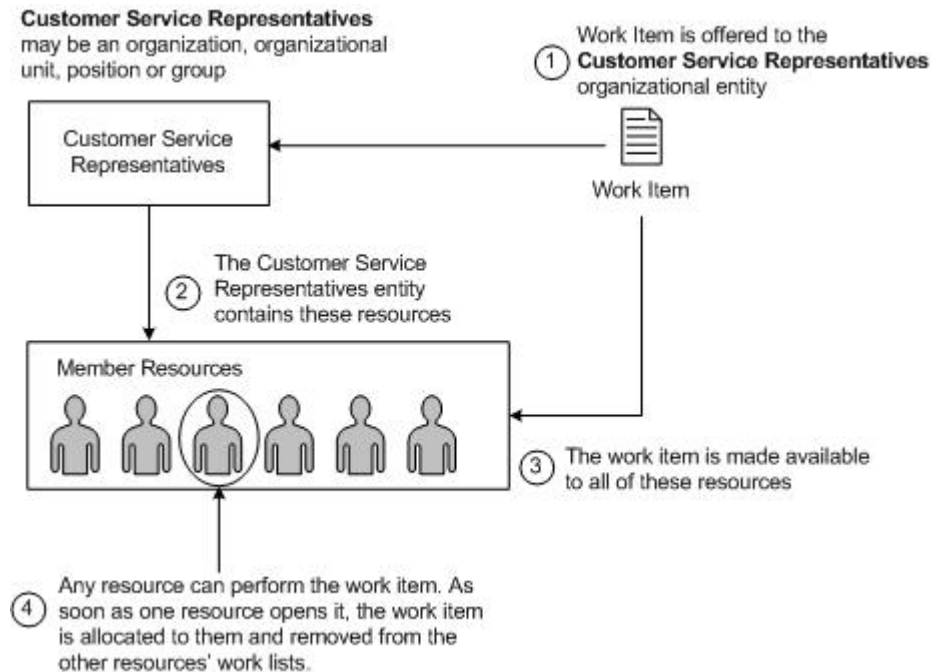 Customer Service Representatives
may be an organization, organizational
unit, position or group
1
Work Item is offered to the
Customer Service Representatives
organizational entity
Customer Service
Representatives
Work Item
2
The Customer Service
Representatives entity
contains these resources
Member Resources
3
The work item is made available
to all of these resources
4
Any resource can perform the work item. As
soon as one resource opens it, the work item
is allocated to them and removed from the
other resources' work lists.